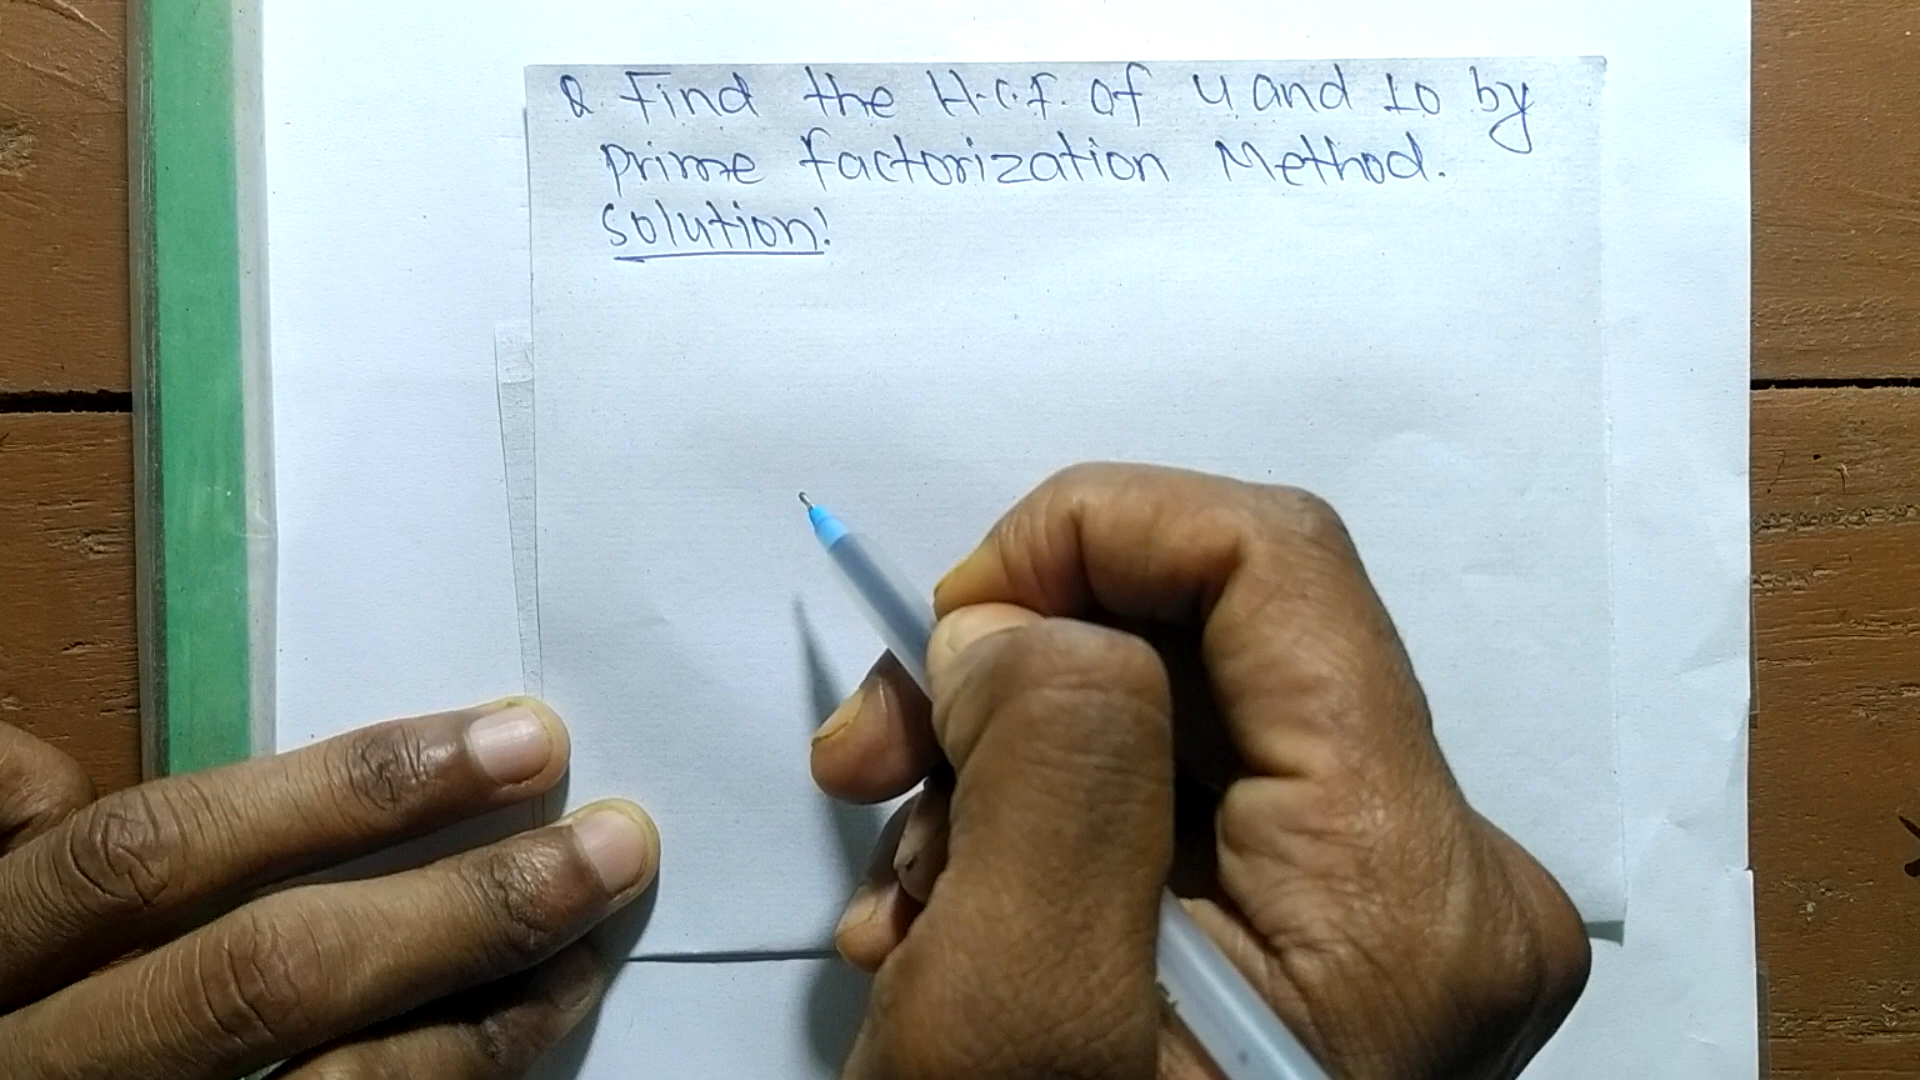 Q. Find the H.C.F. of 4 and 10 by
prime factorization Method.
solution: